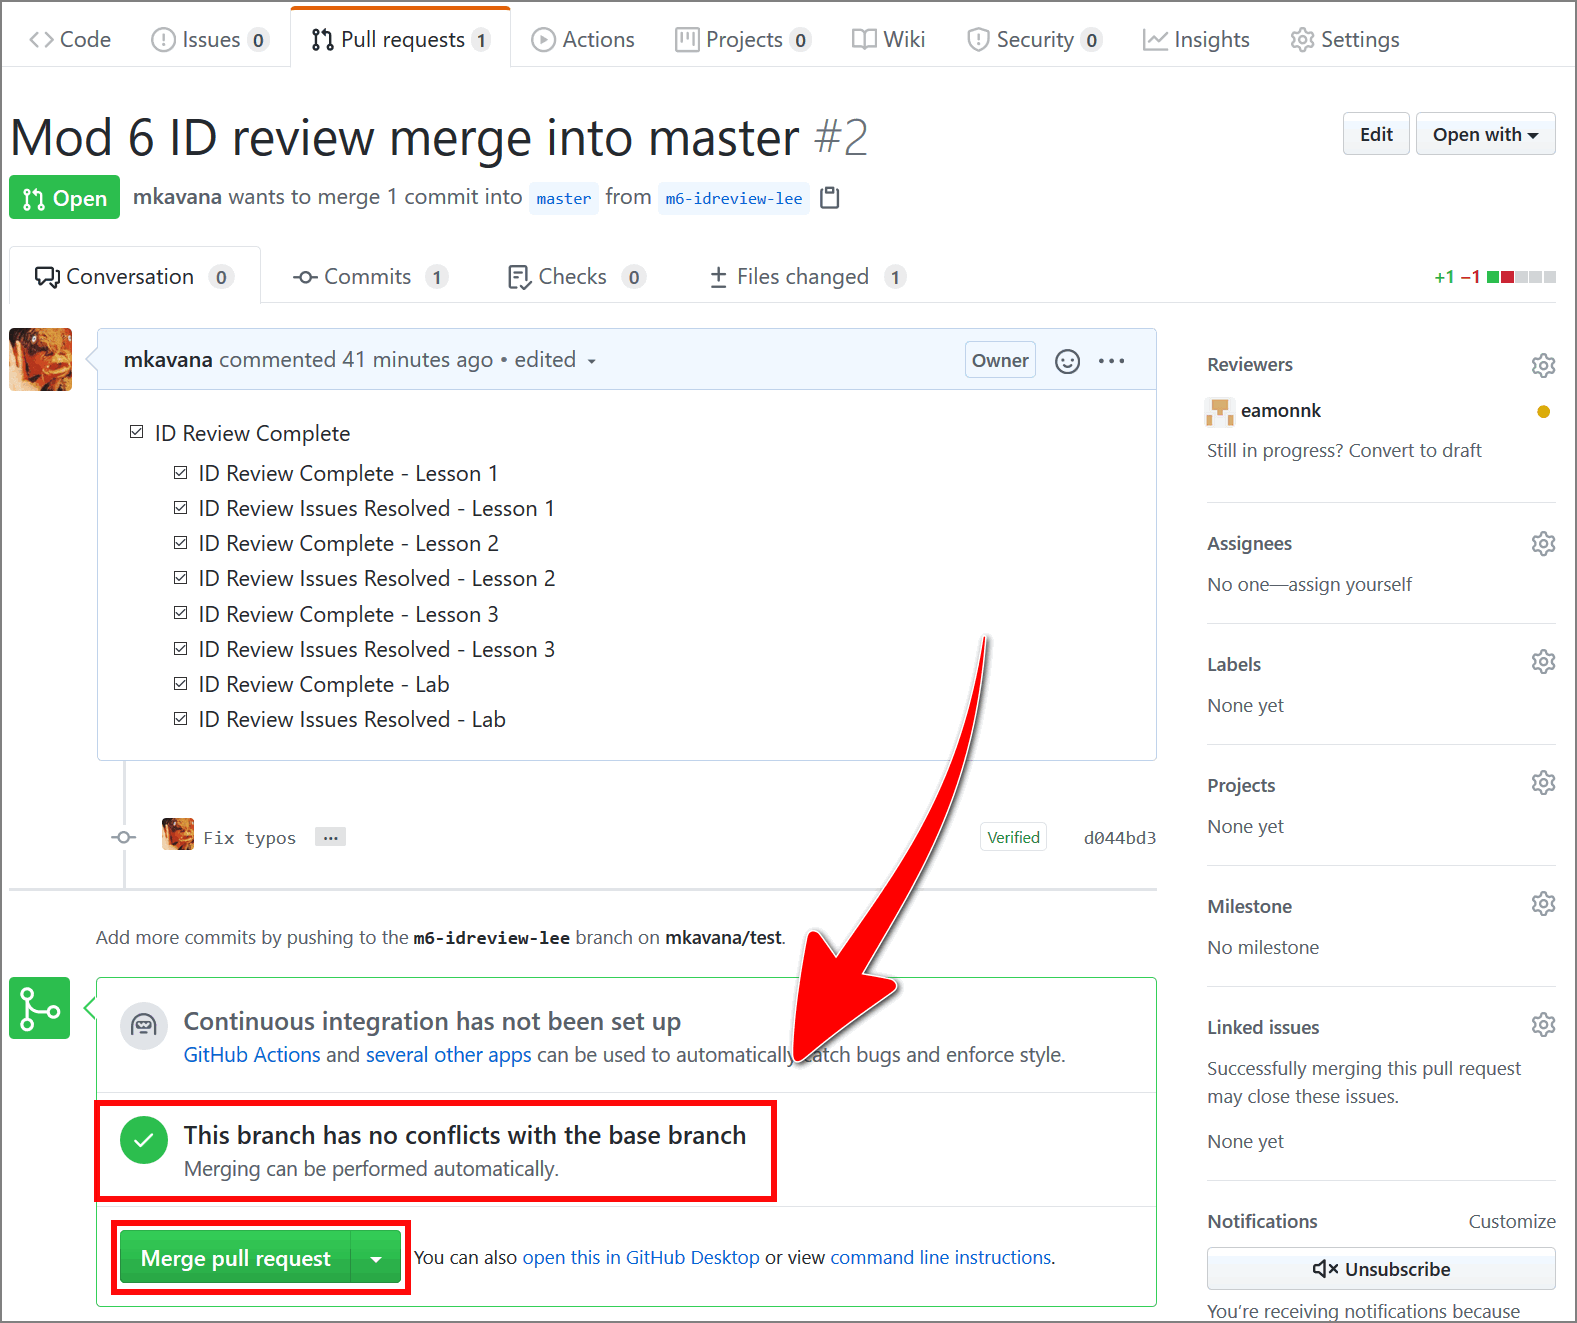 Code Issues 0 Pull requests 1 Actions Projects 0 Wiki Security 0 Insights Settings
Mod 6 ID review merge into master #2
Edit Open with
Open mkavana wants to merge 1 commit into master from m6-idreview-lee
Conversation 0 Commits 1 Checks 0 Files changed 1 +1 −1
mkavana commented 41 minutes ago • edited Owner
ID Review Complete
ID Review Complete - Lesson 1
ID Review Issues Resolved - Lesson 1
ID Review Complete - Lesson 2
ID Review Issues Resolved - Lesson 2
ID Review Complete - Lesson 3
ID Review Issues Resolved - Lesson 3
ID Review Complete - Lab
ID Review Issues Resolved - Lab
Fix typos ... Verified d044bd3
Add more commits by pushing to the m6-idreview-lee branch on mkavana/test.
Continuous integration has not been set up
GitHub Actions and several other apps can be used to automatically catch bugs and enforce style.
This branch has no conflicts with the base branch
Merging can be performed automatically.
Merge pull request You can also open this in GitHub Desktop or view command line instructions.
Reviewers
eamonnk
Still in progress? Convert to draft
Assignees
No one—assign yourself
Labels
None yet
Projects
None yet
Milestone
No milestone
Linked issues
Successfully merging this pull request
may close these issues.
None yet
Notifications Customize
Unsubscribe
You're receiving notifications because